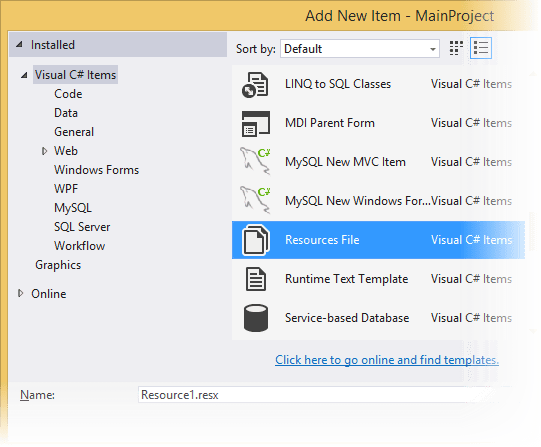 Add New Item - MainProject
Installed
Sort by: Default
Visual C# Items
Code
Data
General
Web
Windows Forms
WPF
MySQL
SQL Server
Workflow
Graphics
Online
LINQ to SQL Classes Visual C# Items
MDI Parent Form Visual C# Items
C# MySQL New MVC Item Visual C# Items
C# MySQL New Windows For... Visual C# Items
Resources File Visual C# Items
Runtime Text Template Visual C# Items
Service-based Database Visual C# Items
Click here to go online and find templates.
Name: Resource1.resx